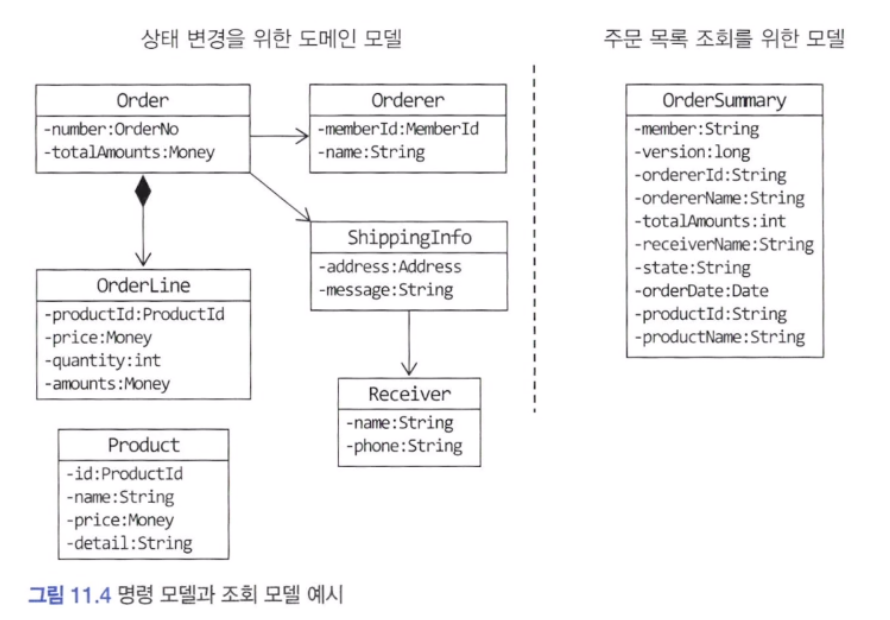 상태 변경을 위한 도메인 모델
주문 목록 조회를 위한 모델
Order
-number:OrderNo
-totalAmounts:Money
Orderer
-memberId:MemberId
-name:String
ShippingInfo
-address:Address
-message:String
OrderLine
-productId:ProductId
-price:Money
-quantity:int
-amounts:Money
Receiver
-name:String
-phone:String
Product
-id:ProductId
-name:String
-price:Money
-detail:String
OrderSummary
-member:String
-version:long
-ordererId:String
-ordererName:String
-totalAmounts:int
-receiverName:String
-state:String
-orderDate:Date
-productId:String
-productName:String
그림 11.4 명령 모델과 조회 모델 예시